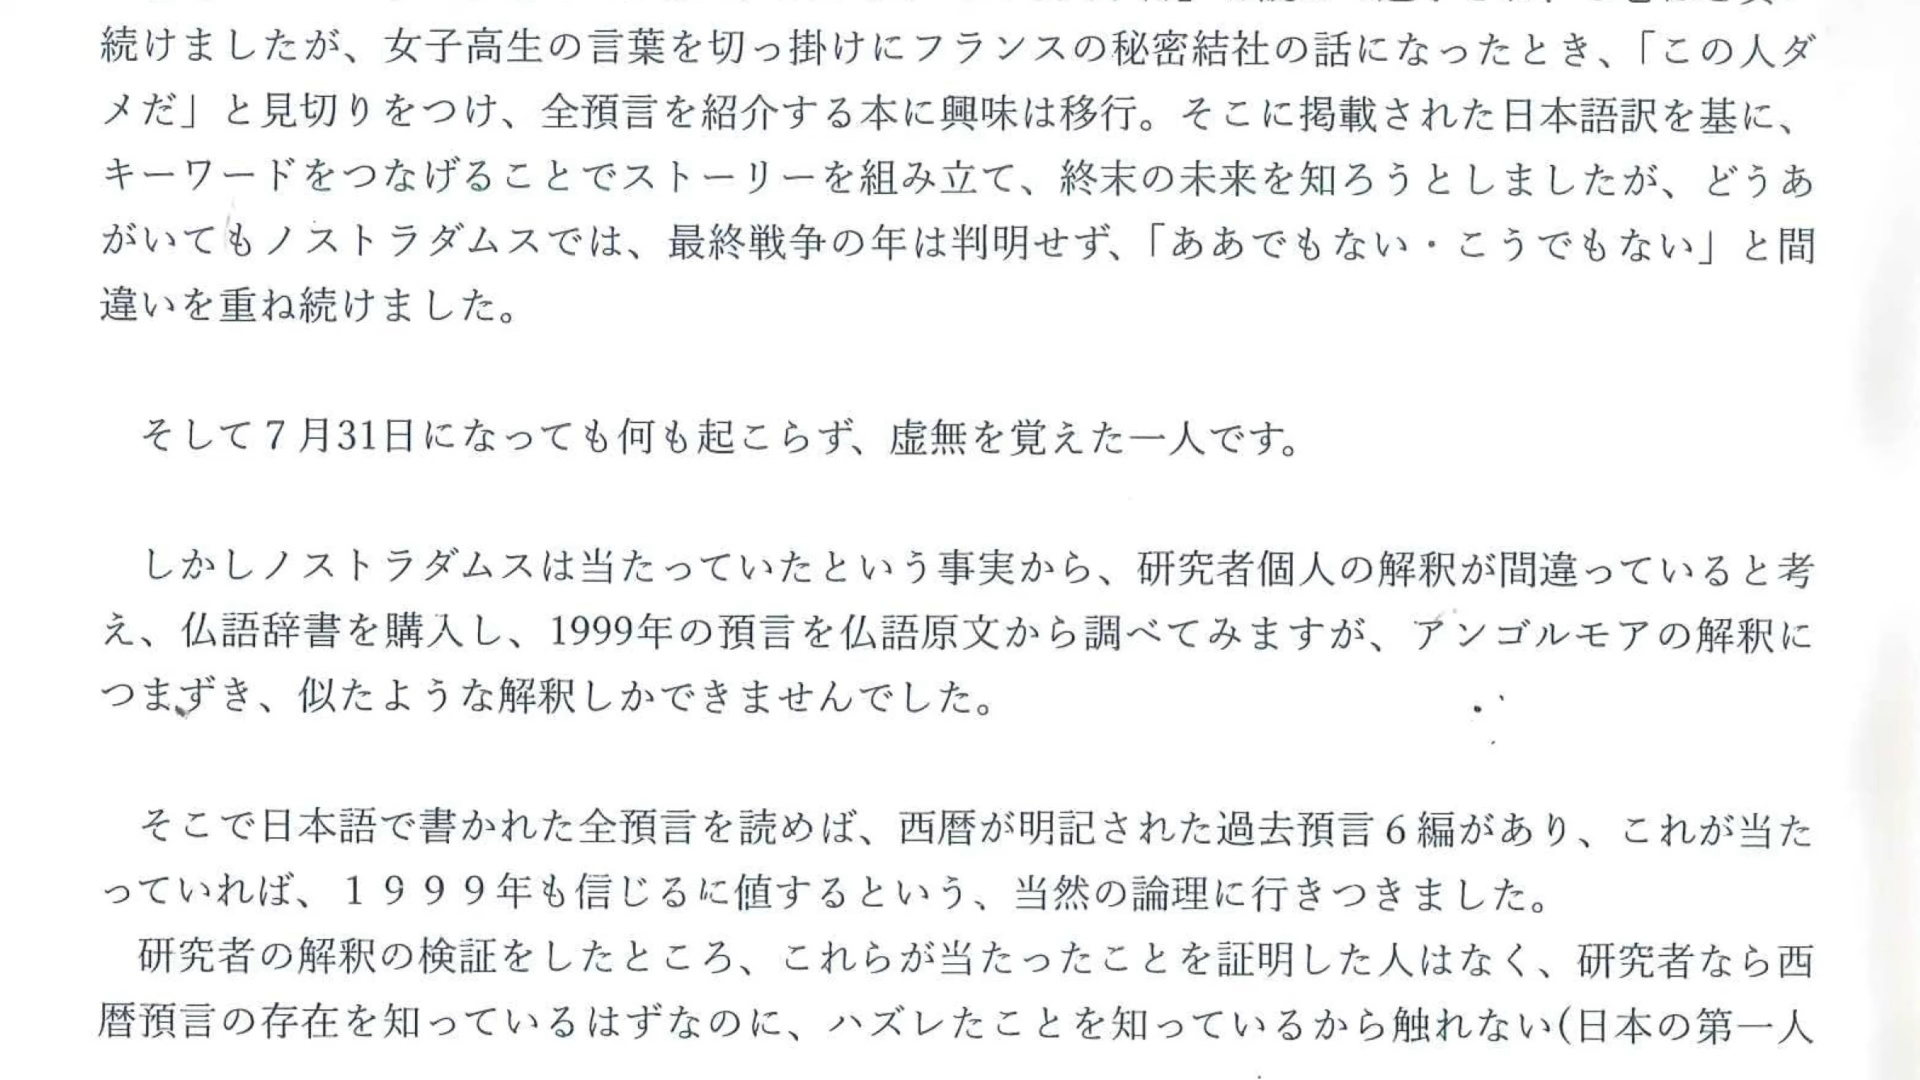 続けましたが、女子高生の言葉を切っ掛けにフランスの秘密結社の話になったとき、「この人ダ
メだ」と見切りをつけ、全預言を紹介する本に興味は移行。そこに掲載された日本語訳を基に、
キーワードをつなげることでストーリーを組み立て、終末の未来を知ろうとしましたが、どうあ
がいてもノストラダムスでは、最終戦争の年は判明せず、「ああでもない・こうでもない」と間
違いを重ね続けました。
そして７月31日になっても何も起こらず、虚無を覚えた一人です。
しかしノストラダムスは当たっていたという事実から、研究者個人の解釈が間違っていると考
え、仏語辞書を購入し、1999年の預言を仏語原文から調べてみますが、アンゴルモアの解釈に
つまずき、似たような解釈しかできませんでした。
そこで日本語で書かれた全預言を読めば、西暦が明記された過去預言６編があり、これが当た
っていれば、１９９９年も信じるに値するという、当然の論理に行きつきました。
研究者の解釈の検証をしたところ、これらが当たったことを証明した人はなく、研究者なら西
暦預言の存在を知っているはずなのに、ハズレたことを知っているから触れない(日本の第一人